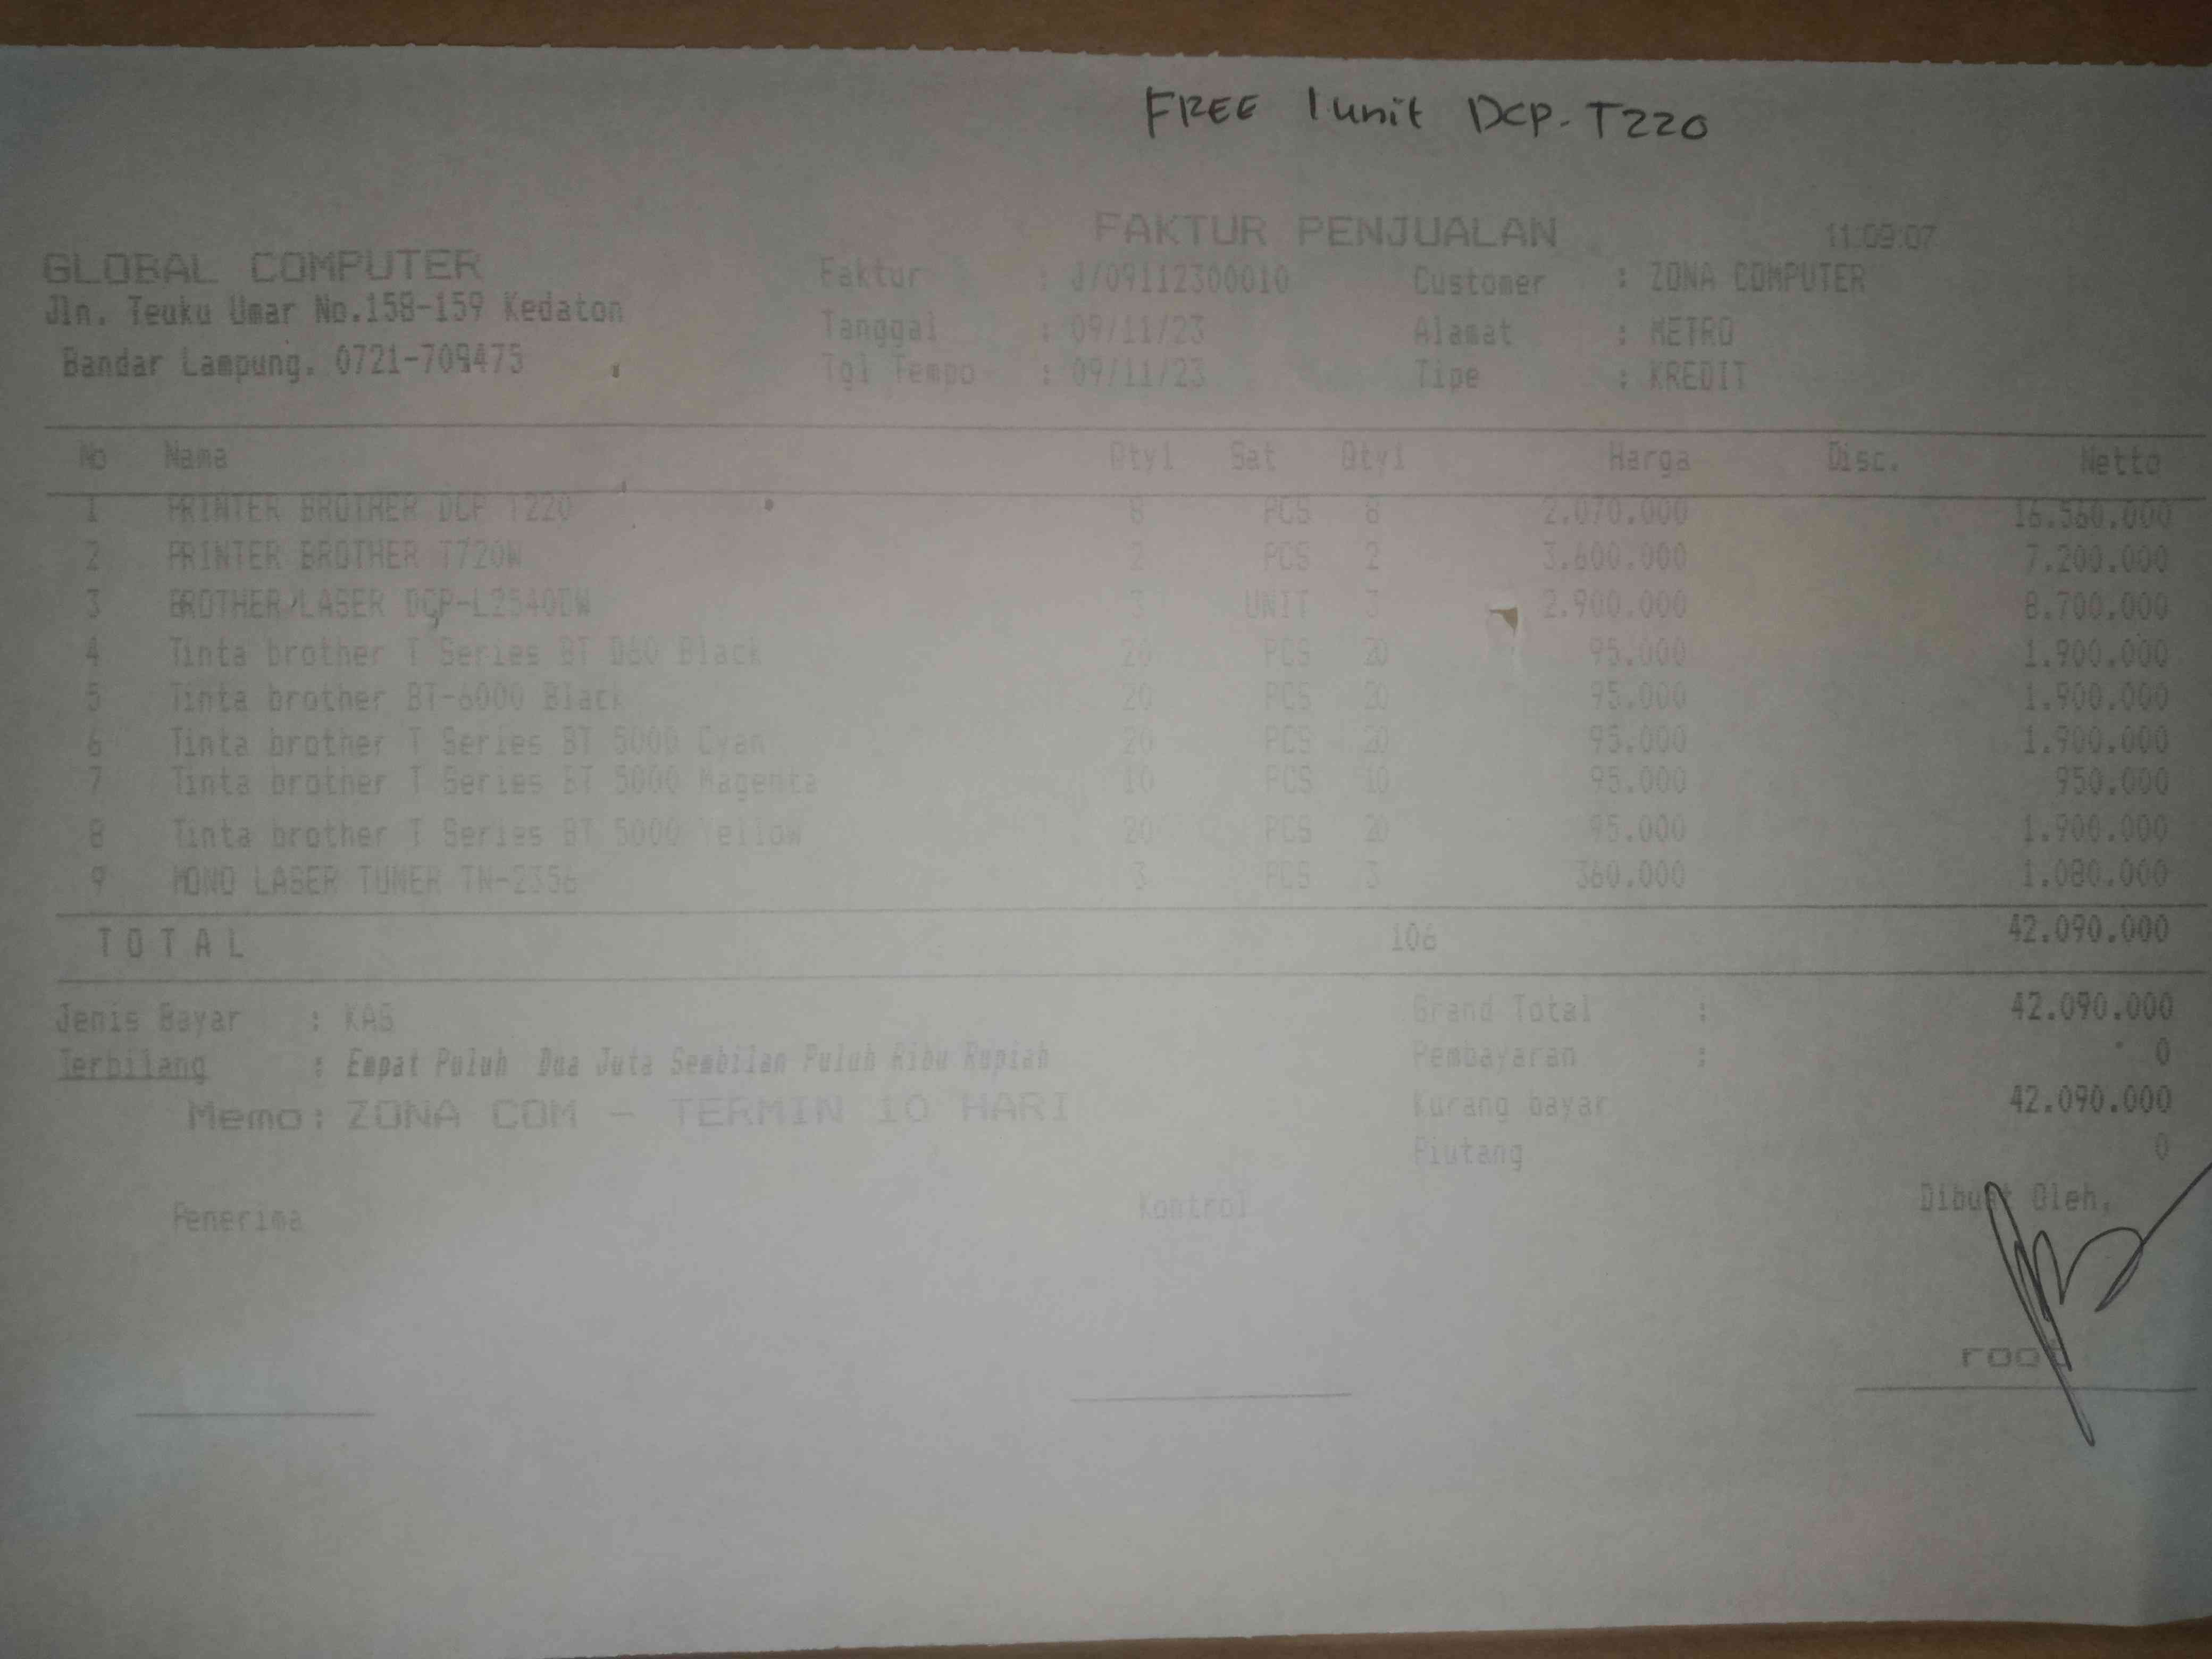 FREE 1 unit DCP-T220
FAKTUR PENJUALAN 11:09:07
GLOBAL COMPUTER
Jln. Teuku Umar No.158-159 Kedaton
Bandar Lampung. 0721-709475
Faktur : J/09112300010
Tanggal : 09/11/23
Tgl Tempo : 09/11/23
Customer : ZONA COMPUTER
Alamat : METRO
Tipe : KREDIT
No Nama Qty1 Sat Qty1 Harga Disc. Netto
1 PRINTER BROTHER DCP T220 8 PCS 8 2.070.000 16.560.000
2 PRINTER BROTHER T720W 2 PCS 2 3.600.000 7.200.000
3 BROTHER LASER DCP-L2540DW 3 UNIT 3 2.900.000 8.700.000
4 Tinta brother T Series BT D60 Black 20 PCS 20 95.000 1.900.000
5 Tinta brother BT-6000 Black 20 PCS 20 95.000 1.900.000
6 Tinta brother T Series BT 5000 Cyan 20 PCS 20 95.000 1.900.000
7 Tinta brother T Series BT 5000 Magenta 10 PCS 10 95.000 950.000
8 Tinta brother T Series BT 5000 Yellow 20 PCS 20 95.000 1.900.000
9 MONO LASER TUNER TN-2356 3 PCS 3 360.000 1.080.000
T O T A L 106 42.090.000
Jenis Bayar : KAS
Terbilang : Empat Puluh Dua Juta Sembilan Puluh Ribu Rupiah
Memo: ZONA COM - TERMIN 10 HARI
Grand Total : 42.090.000
Pembayaran : 0
Kurang bayar 42.090.000
Piutang 0
Penerima Kontrol Dibuat Oleh,
root